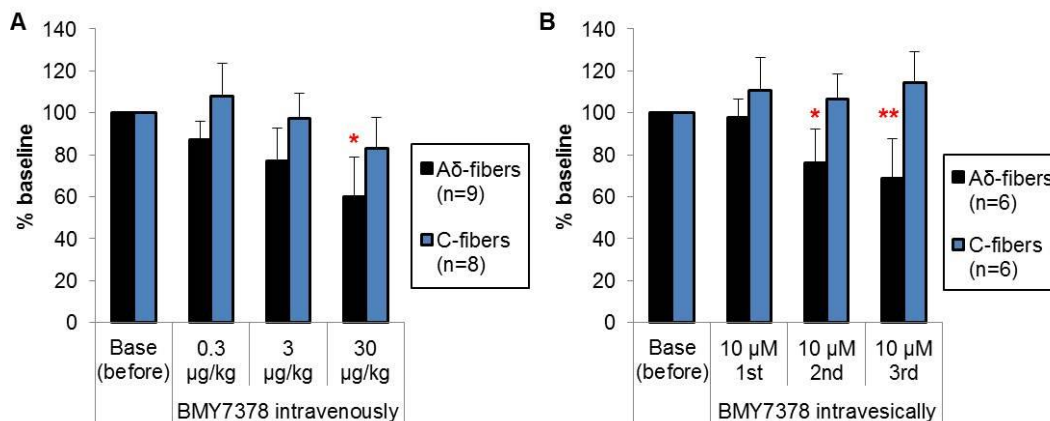 A
% baseline
140
120
100
80
60
40
20
0
*
Aδ-fibers
(n=9)
C-fibers
(n=8)
Base
(before)
0.3
µg/kg
3
µg/kg
30
µg/kg
BMY7378 intravenously
B
% baseline
140
120
100
80
60
40
20
0
*
**
Aδ-fibers
(n=6)
C-fibers
(n=6)
Base
(before)
10 µM
1st
10 µM
2nd
10 µM
3rd
BMY7378 intravesically